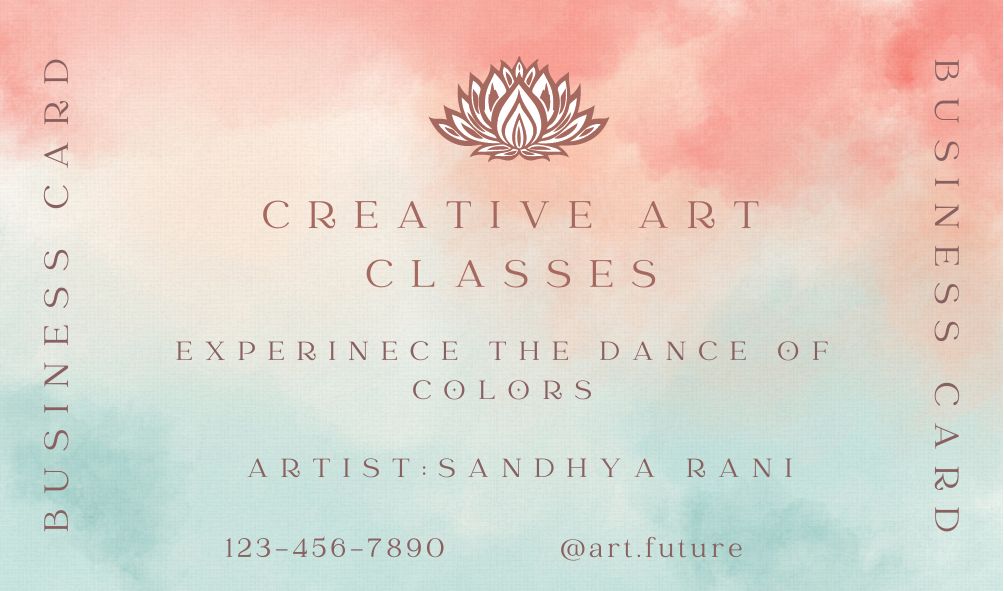 BUSINESS CARD
CREATIVE ART
CLASSES
EXPERINECE THE DANCE OF
COLORS
ARTIST:SANDHYA RANI
123-456-7890
@art.future
BUSINESS CARD